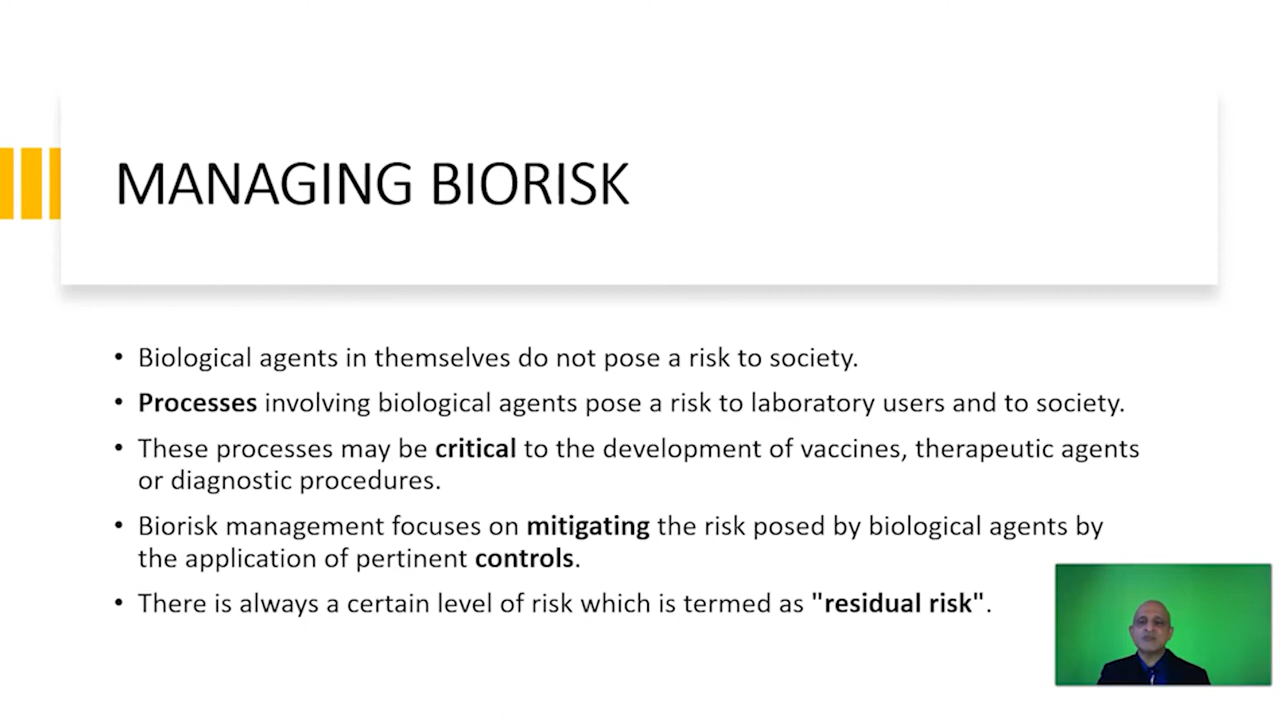 MANAGING BIORISK
• Biological agents in themselves do not pose a risk to society.
• Processes involving biological agents pose a risk to laboratory users and to society.
• These processes may be critical to the development of vaccines, therapeutic agents
or diagnostic procedures.
• Biorisk management focuses on mitigating the risk posed by biological agents by
the application of pertinent controls.
• There is always a certain level of risk which is termed as "residual risk".